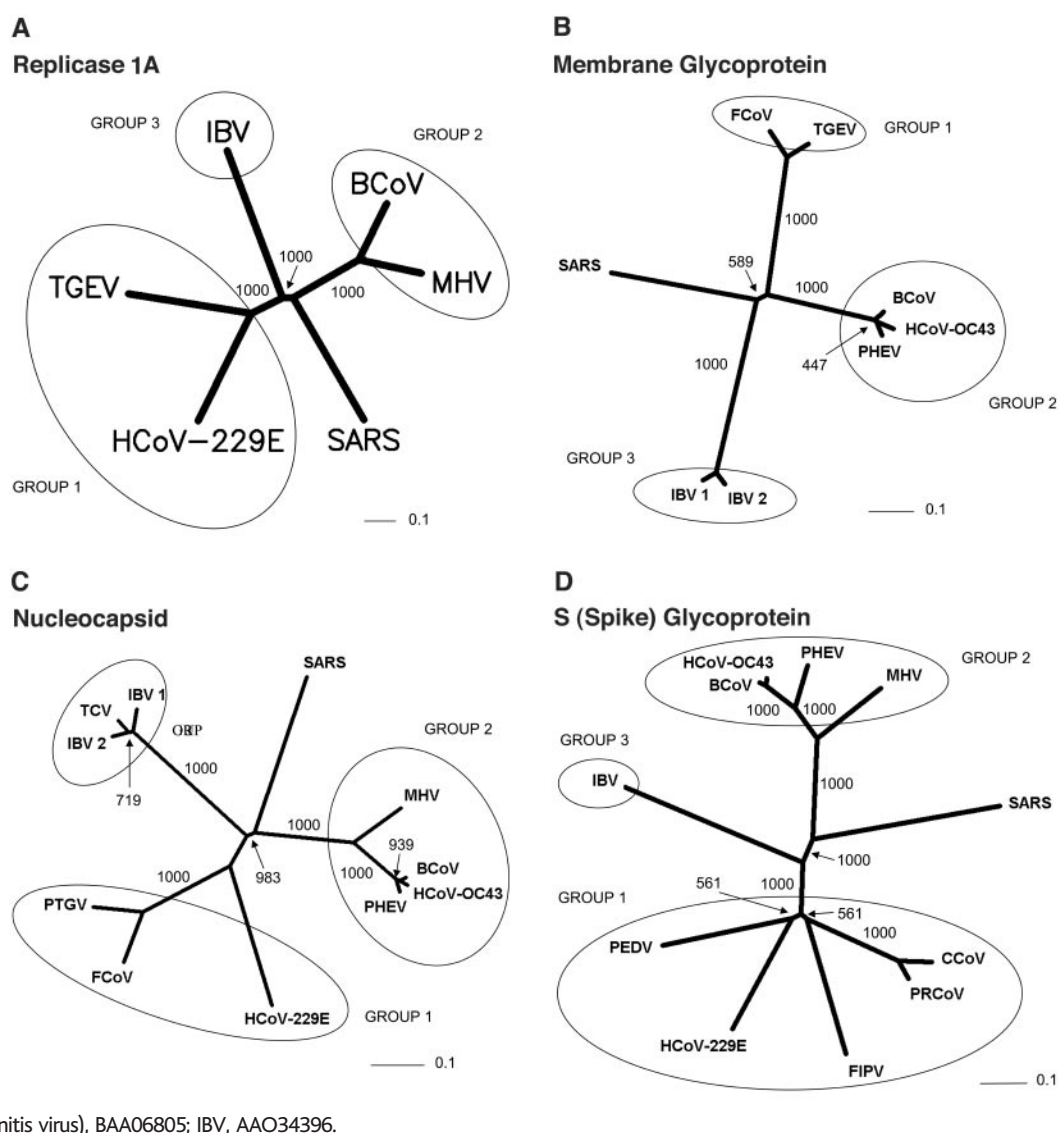 A
Replicase 1A
GROUP 3
IBV
GROUP 2
BCoV
1000
TGEV
1000
1000
MHV
HCoV-229E
SARS
GROUP 1
0.1
B
Membrane Glycoprotein
FCoV
TGEV
GROUP 1
1000
SARS
589
1000
BCoV
HCoV-OC43
PHEV
447
1000
GROUP 2
GROUP 3
IBV 1
IBV 2
0.1
C
Nucleocapsid
SARS
IBV 1
TCV
IBV 2
GROUP 2
1000
719
MHV
1000
939
1000
BCoV
HCoV-OC43
PHEV
983
1000
PTGV
FCoV
HCoV-229E
GROUP 1
0.1
D
S (Spike) Glycoprotein
PHEV
GROUP 2
HCoV-OC43
BCoV
MHV
1000
1000
GROUP 3
IBV
1000
SARS
1000
1000
GROUP 1
561
561
1000
PEDV
CCoV
PRCoV
HCoV-229E
FIPV
0.1
nitis virus), BAA06805; IBV, AAO34396.